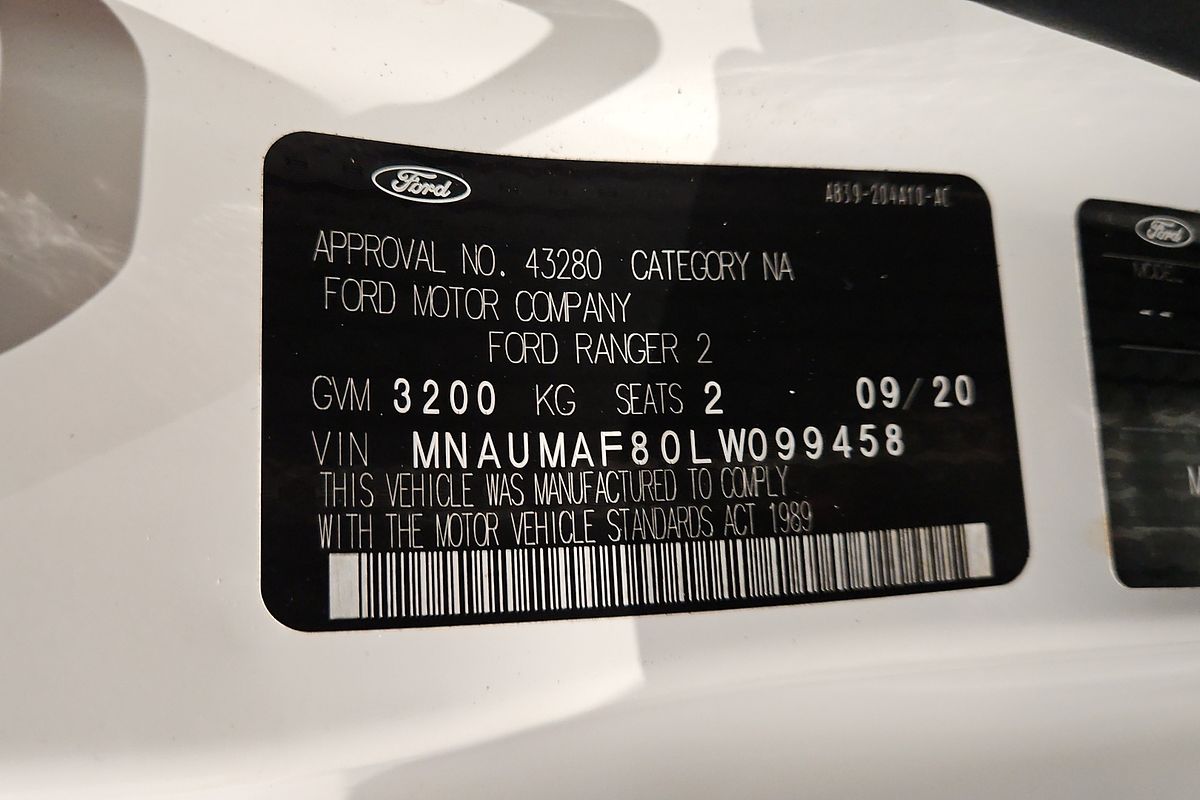 Ford
AB39-204A10-AC
APPROVAL NO. 43280 CATEGORY NA
FORD MOTOR COMPANY
FORD RANGER 2
GVM 3200 KG SEATS 2 09/20
VIN MNAUMAF80LW099458
THIS VEHICLE WAS MANUFACTURED TO COMPLY
WITH THE MOTOR VEHICLE STANDARDS ACT 1989
Ford
MODEL